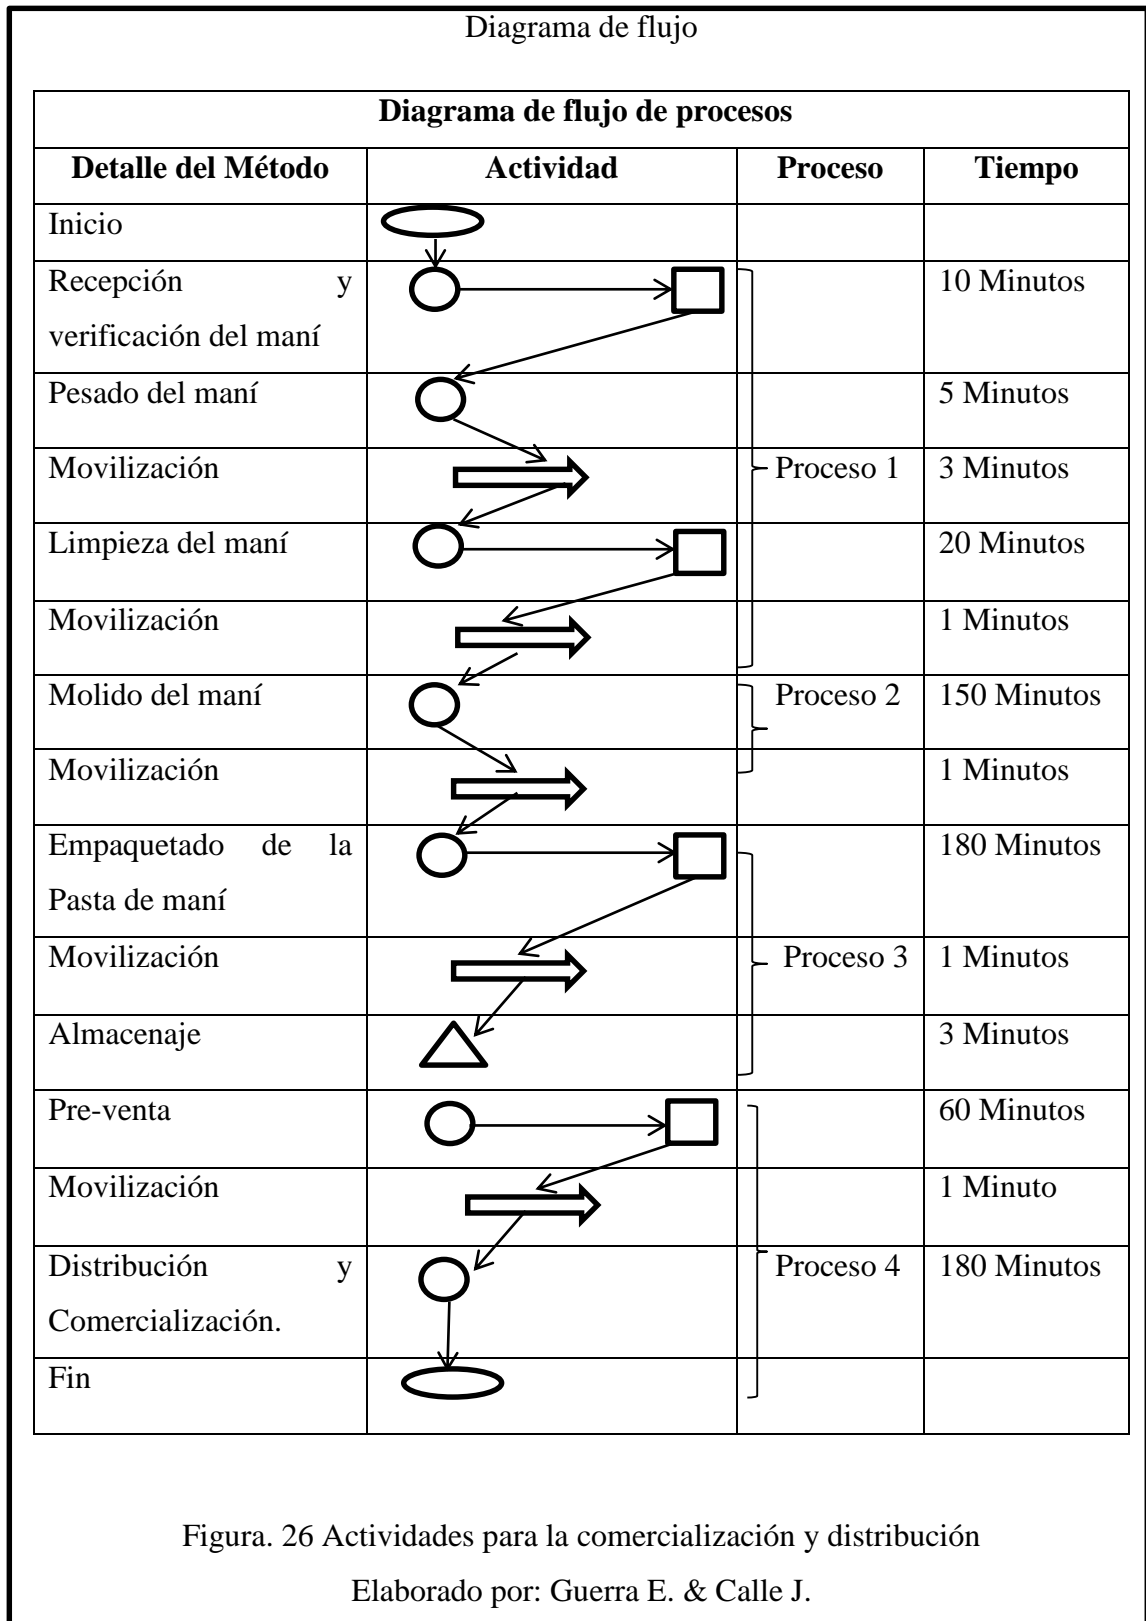 Diagrama de flujo
Diagrama de flujo de procesos
Detalle del Método Actividad Proceso Tiempo
Inicio
Recepción y 10 Minutos
verificación del maní
Pesado del maní 5 Minutos
Movilización Proceso 1 3 Minutos
Limpieza del maní 20 Minutos
Movilización 1 Minutos
Molido del maní Proceso 2 150 Minutos
Movilización 1 Minutos
Empaquetado de la 180 Minutos
Pasta de maní
Movilización Proceso 3 1 Minutos
Almacenaje 3 Minutos
Pre-venta 60 Minutos
Movilización 1 Minuto
Distribución y Proceso 4 180 Minutos
Comercialización.
Fin
Figura. 26 Actividades para la comercialización y distribución
Elaborado por: Guerra E. & Calle J.